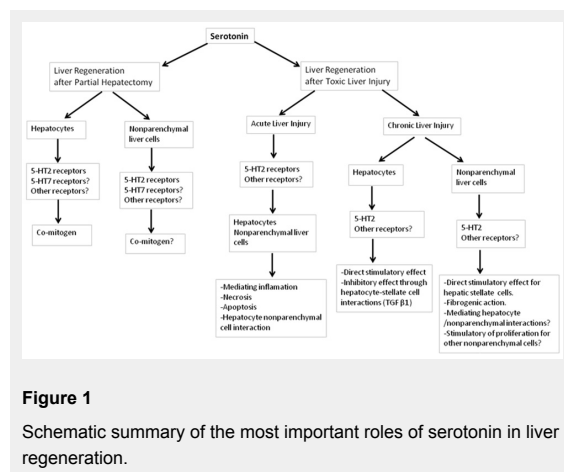 Serotonin
Liver Regeneration
after Partial Hepatectomy
Liver Regeneration
after Toxic Liver Injury
Hepatocytes
Nonparenchymal
liver cells
Acute Liver Injury
Chronic Liver Injury
5-HT2 receptors
5-HT7 receptors?
Other receptors?
5-HT2 receptors
5-HT7 receptors?
Other receptors?
5-HT2 receptors
Other receptors?
Hepatocytes
Nonparenchymal
liver cells
Co-mitogen
Co-mitogen?
Hepatocytes
Nonparenchymal liver
cells
5-HT2
Other receptors?
5-HT2
Other receptors?
-Mediating inflamation
-Necrosis
-Apoptosis
-Hepatocyte nonparenchymal
cell interaction
-Direct stimulatory effect
-Inhibitory effect through
hepatocyte-stellate cell
interactions (TGFβ1)
-Direct stimulatory effect for
hepatic stellate cells.
-Fibrogenic action.
-Mediating hepatocyte
/nonparenchymal interactions?
-Stimulatory of proliferation for
other nonparenchymal cells?
Figure 1
Schematic summary of the most important roles of serotonin in liver
regeneration.